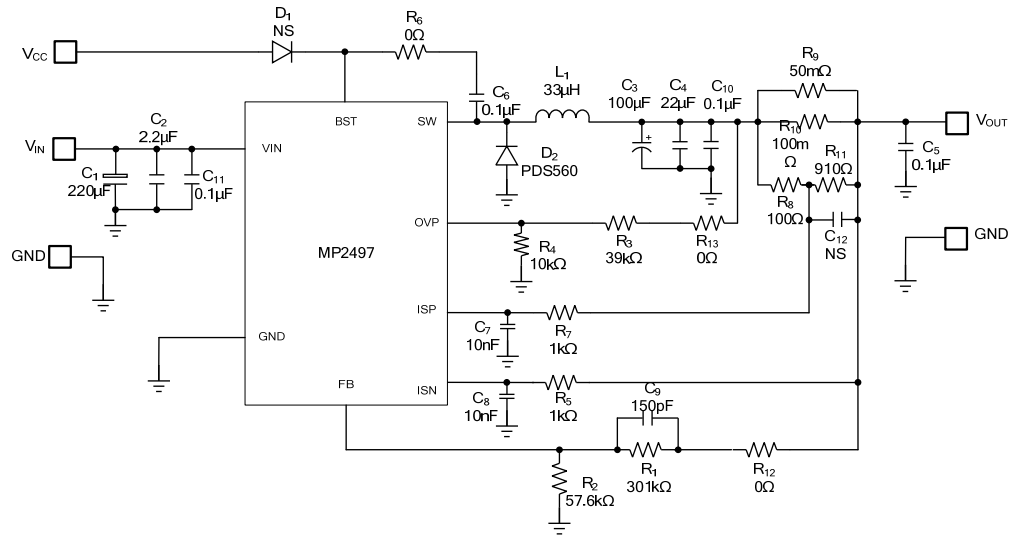 D1
NS
R6
0Ω
VCC
C6
0.1μF
L1
33μH
C3
100μF
C4
22μF
C10
0.1μF
R9
50mΩ
BST
SW
VOUT
R10
100m
Ω
R11
910Ω
C5
0.1μF
C2
2.2μF
VIN
VIN
C1
220μF
C11
0.1μF
D2
PDS560
R8
100Ω
OVP
R4
10kΩ
R3
39kΩ
R13
0Ω
C12
NS
GND
GND
MP2497
ISP
C7
10nF
R7
1kΩ
GND
FB
ISN
C8
10nF
R5
1kΩ
C9
150pF
R2
57.6kΩ
R1
301kΩ
R12
0Ω